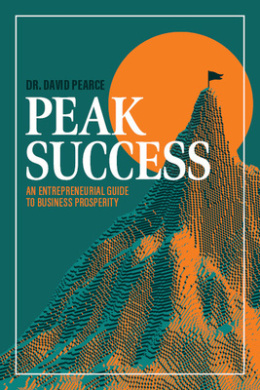 DR. DAVID PEARCE
PEAK
SUCCESS
AN ENTREPRENEURIAL GUIDE
TO BUSINESS PROSPERITY